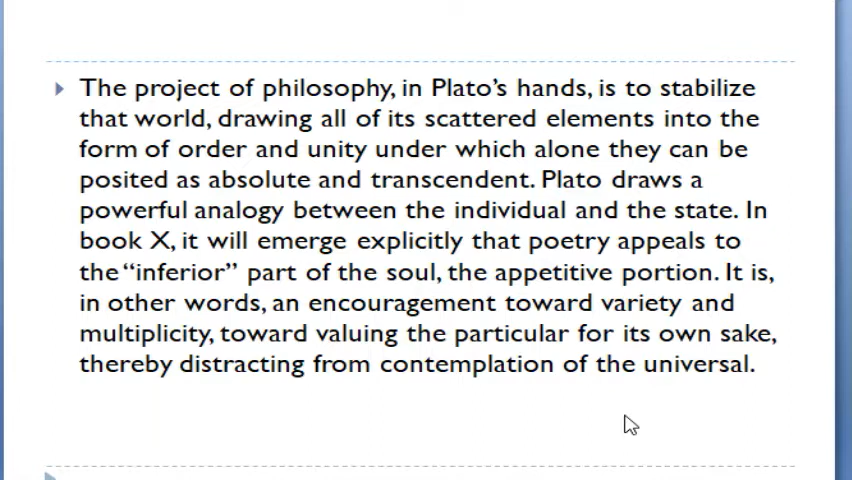 The project of philosophy, in Plato's hands, is to stabilize
that world, drawing all of its scattered elements into the
form of order and unity under which alone they can be
posited as absolute and transcendent. Plato draws a
powerful analogy between the individual and the state. In
book X, it will emerge explicitly that poetry appeals to
the “inferior” part of the soul, the appetitive portion. It is,
in other words, an encouragement toward variety and
multiplicity, toward valuing the particular for its own sake,
thereby distracting from contemplation of the universal.